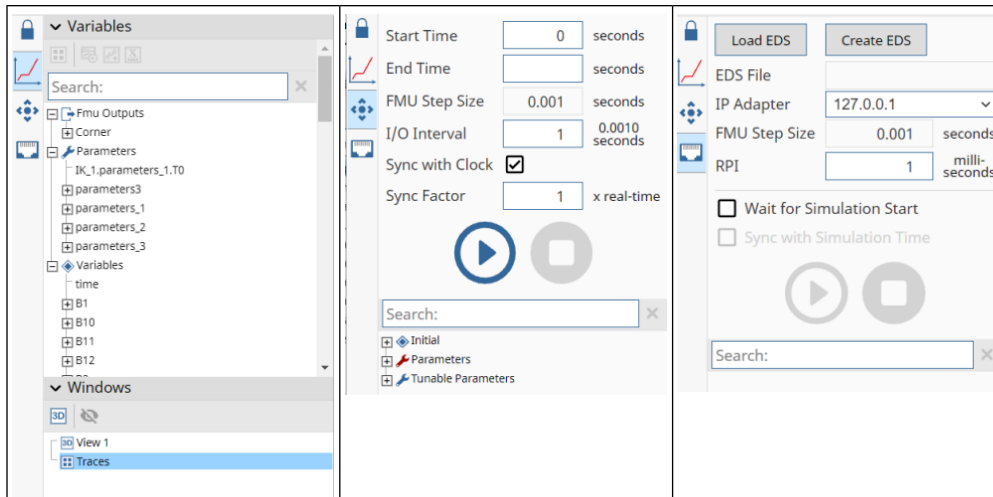 Variables
Search:
Fmu Outputs
Corner
Parameters
IK_1.parameters_1.T0
parameters3
parameters_1
parameters_2
parameters_3
Variables
time
B1
B10
B11
B12
Windows
3D
3D View 1
Traces
Start Time 0 seconds
End Time seconds
FMU Step Size 0.001 seconds
I/O Interval 1 0.0010 seconds
Sync with Clock
Sync Factor 1 x real-time
Search:
Initial
Parameters
Tunable Parameters
Load EDS Create EDS
EDS File
IP Adapter 127.0.0.1
FMU Step Size 0.001 seconds
RPI 1 milli-
seconds
Wait for Simulation Start
Sync with Simulation Time
Search: